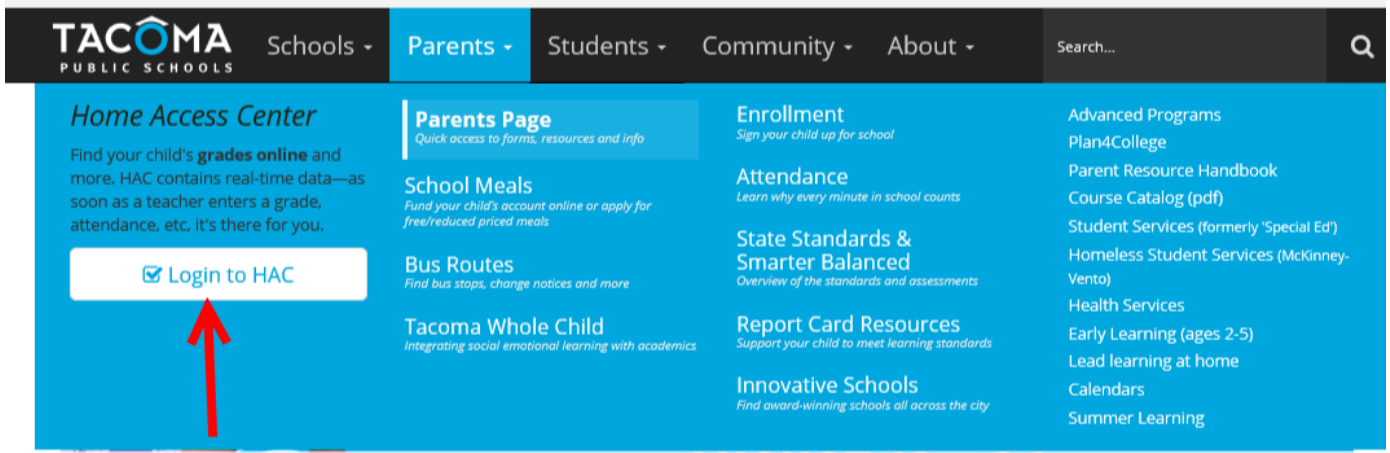 TACOMA
PUBLIC SCHOOLS
Schools
Parents
Students
Community
About
Search...
Home Access Center
Find your child's grades online and
more. HAC contains real-time data—as
soon as a teacher enters a grade,
attendance, etc, it's there for you.
Login to HAC
Parents Page
Quick access to forms, resources and info
School Meals
Fund your child's account online or apply for
free/reduced priced meals
Bus Routes
Find bus stops, change notices and more
Tacoma Whole Child
Integrating social emotional learning with academics
Enrollment
Sign your child up for school
Attendance
Learn why every minute in school counts
State Standards &
Smarter Balanced
Overview of the standards and assessments
Report Card Resources
Support your child to meet learning standards
Innovative Schools
Find award-winning schools all across the city
Advanced Programs
Plan4College
Parent Resource Handbook
Course Catalog (pdf)
Student Services (formerly 'Special Ed')
Homeless Student Services (McKinney-
Vento)
Health Services
Early Learning (ages 2-5)
Lead learning at home
Calendars
Summer Learning